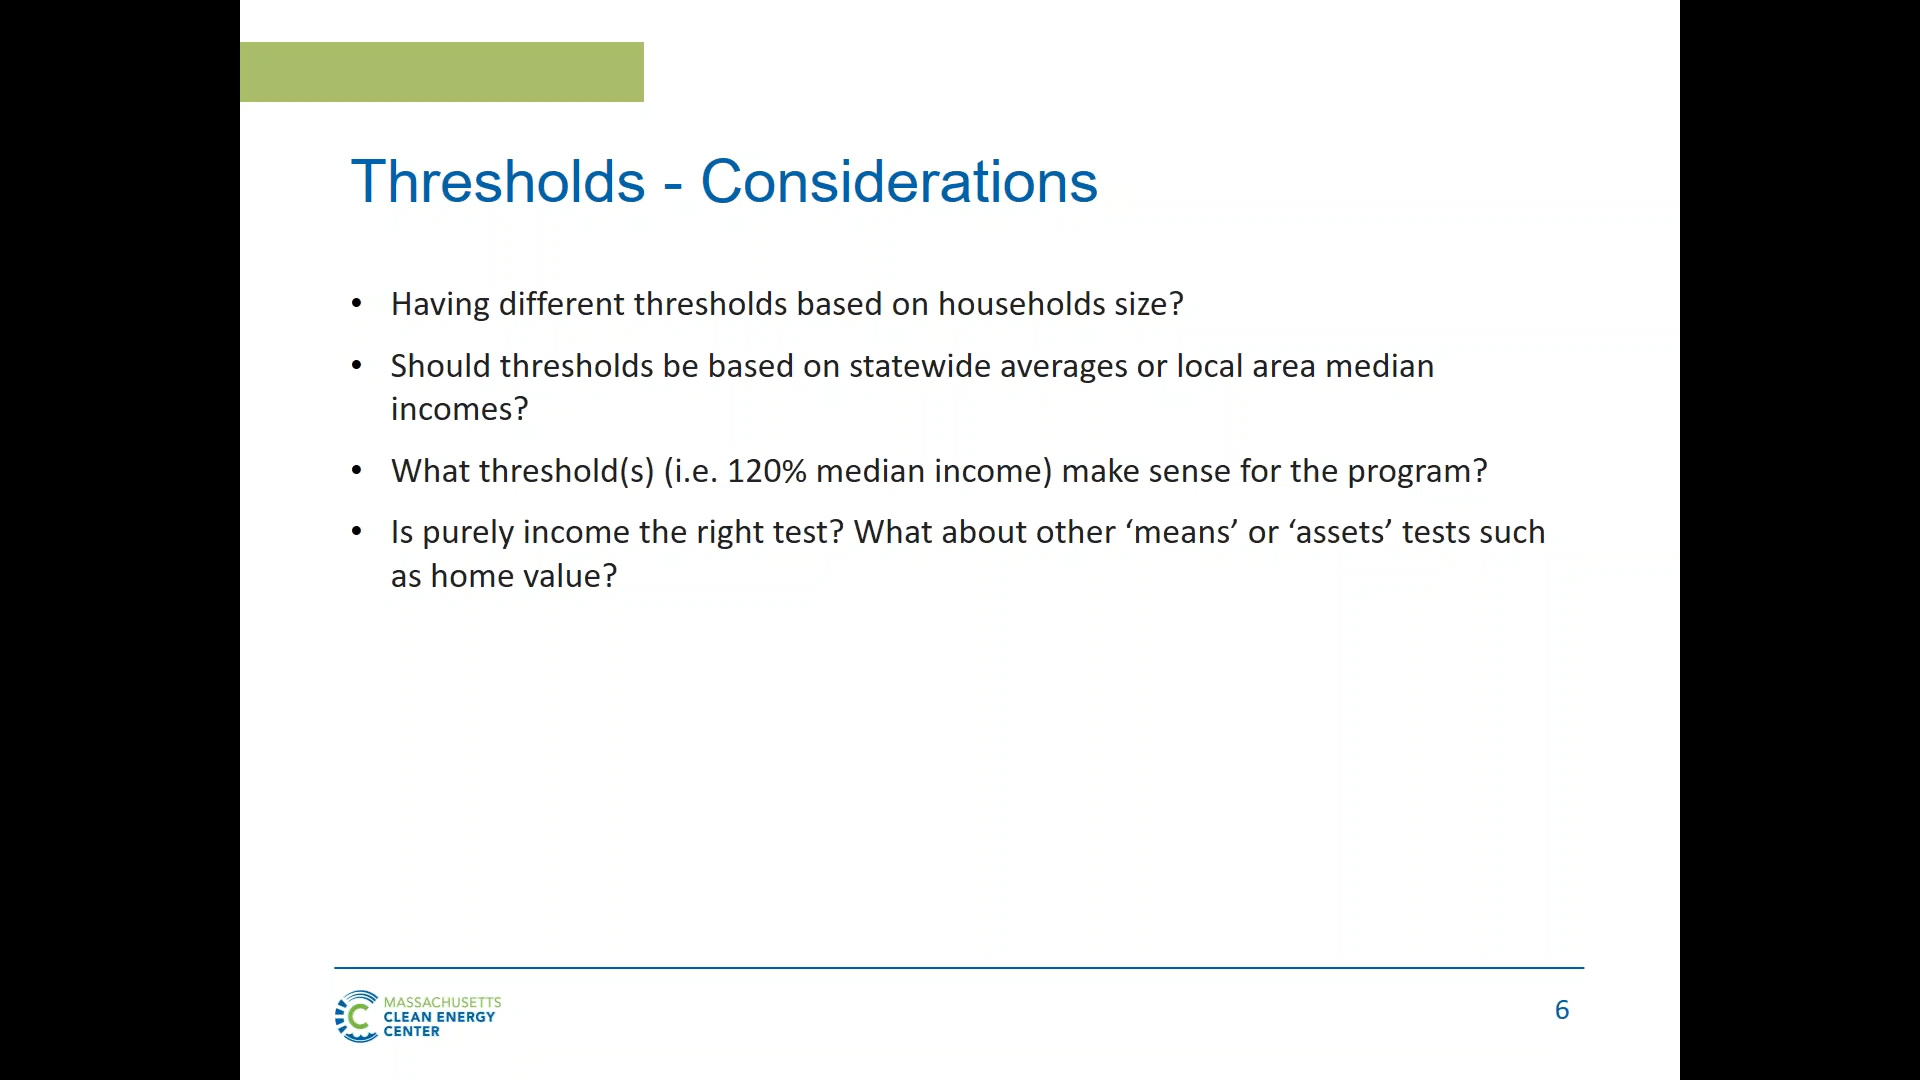 Thresholds - Considerations
• Having different thresholds based on households size?
• Should thresholds be based on statewide averages or local area median
incomes?
• What threshold(s) (i.e. 120% median income) make sense for the program?
• Is purely income the right test? What about other ‘means’ or ‘assets’ tests such
as home value?
MASSACHUSETTS
CLEAN ENERGY
CENTER
6